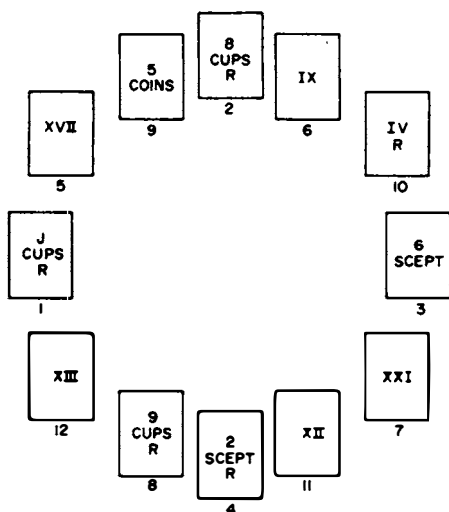 8
CUPS
R
2
5
COINS
9
IX
6
XVII
5
IV
R
10
J
CUPS
R
1
6
SCEPT
3
XIII
12
XXI
7
9
CUPS
R
8
2
SCEPT
R
4
XII
11